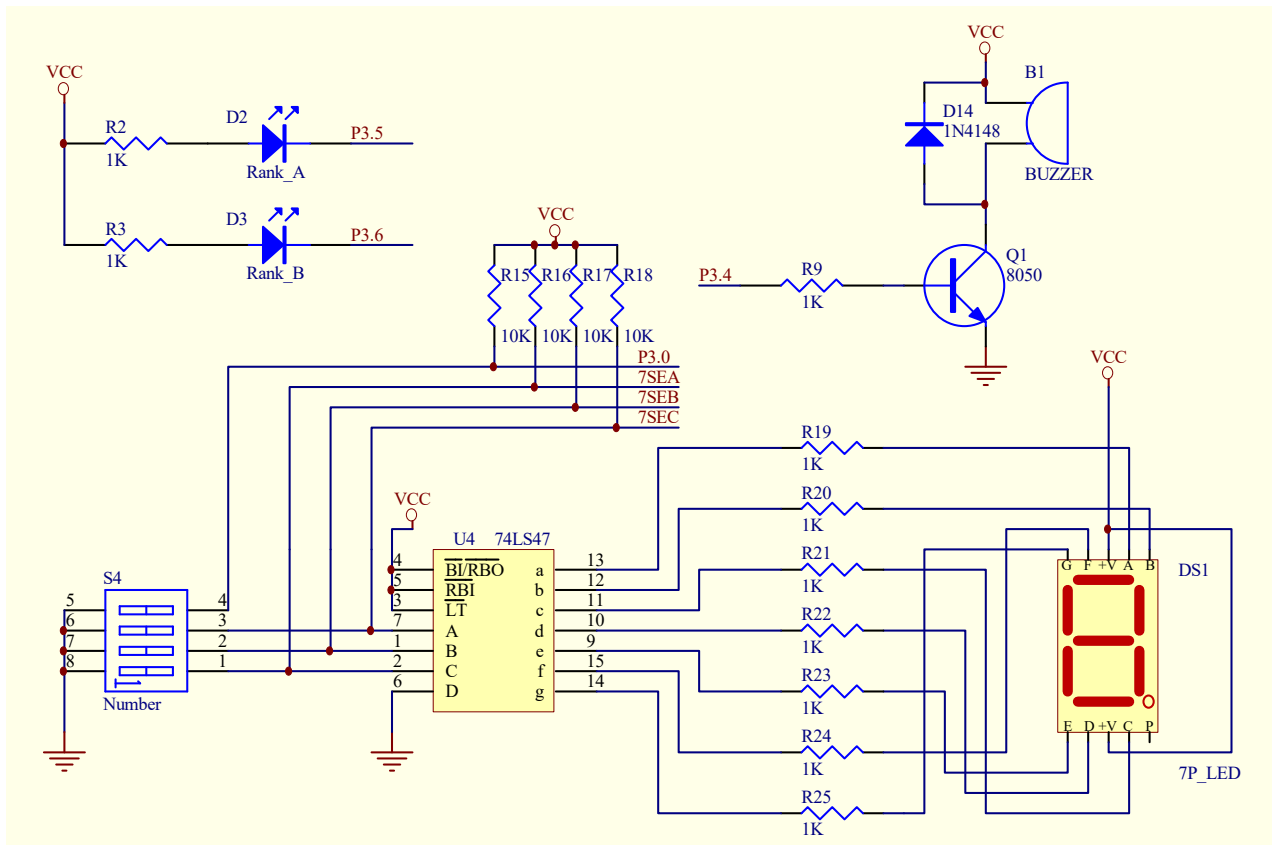 VCC
R2
1K
D2
Rank_A
P3.5
R3
1K
D3
Rank_B
P3.6
VCC
B1
D14
1N4148
BUZZER
P3.4
R9
1K
Q1
8050
VCC
R15 R16 R17 R18
10K 10K 10K 10K
P3.0
7SEA
7SEB
7SEC
VCC
U4 74LS47
4 BI/RBO a 13
5 RBI b 12
3 LT c 11
7 A d 10
1 B e 9
2 C f 15
6 D g 14
S4
5 4
6 3
7 2
8 1
Number
R19
1K
R20
1K
R21
1K
R22
1K
R23
1K
R24
1K
R25
1K
VCC
G F +V A B
DS1
E D +V C P
7P_LED